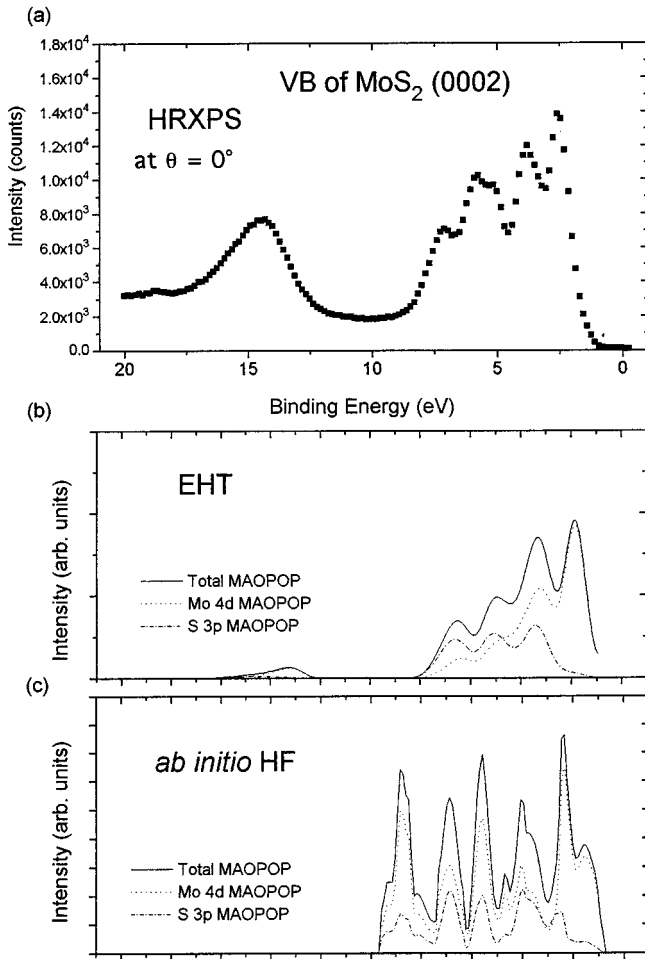 (a)
VB of MoS₂ (0002)
HRXPS
at θ = 0°
Intensity (counts)
1.8x10⁴
1.6x10⁴
1.4x10⁴
1.2x10⁴
1.0x10⁴
8.0x10³
6.0x10³
4.0x10³
2.0x10³
0.0
20
15
10
5
0
Binding Energy (eV)
(b)
EHT
Intensity (arb. units)
Total MAOPOP
Mo 4d MAOPOP
S 3p MAOPOP
(c)
ab initio HF
Intensity (arb. units)
Total MAOPOP
Mo 4d MAOPOP
S 3p MAOPOP